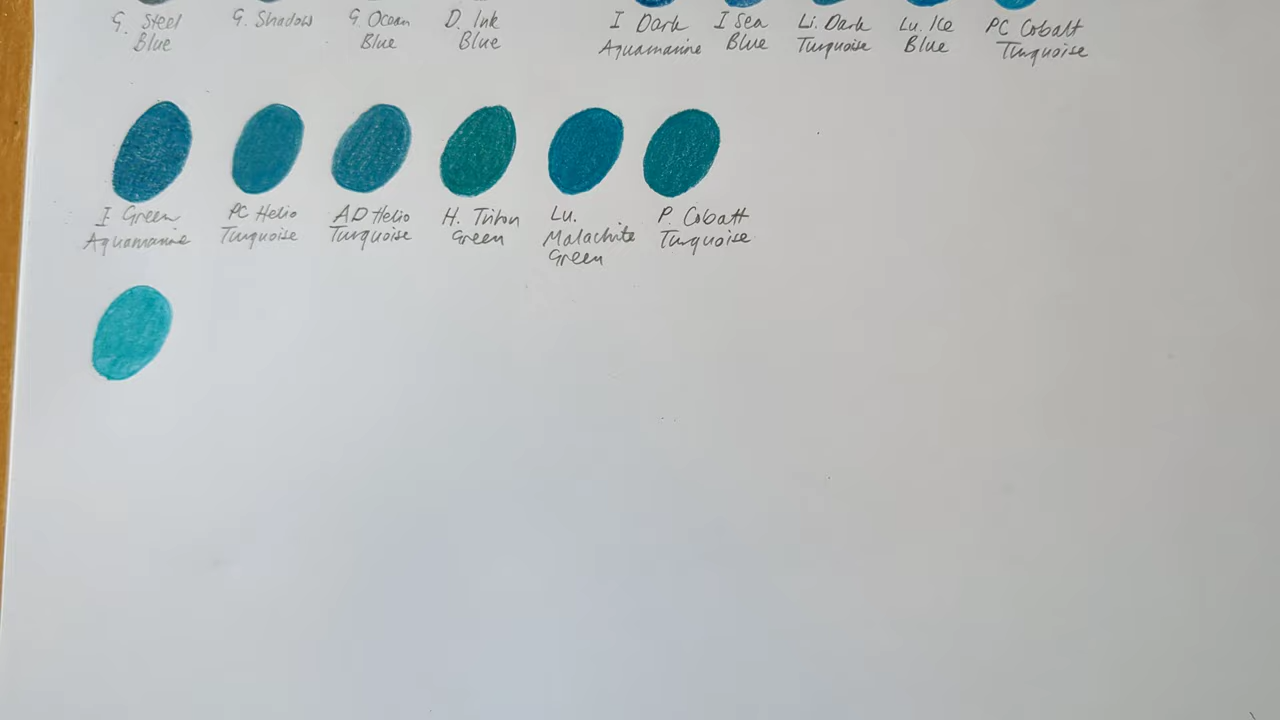 G. Steel Blue
G. Shadow
G. Ocean Blue
D. Ink Blue
I Dark Aquamarine
I Sea Blue
Li. Dark Turquoise
Lu. Ice Blue
PC Cobalt Turquoise
I Green Aquamarine
PC Helio Turquoise
AD Helio Turquoise
H. Triton Green
Lu. Malachite Green
P. Cobalt Turquoise